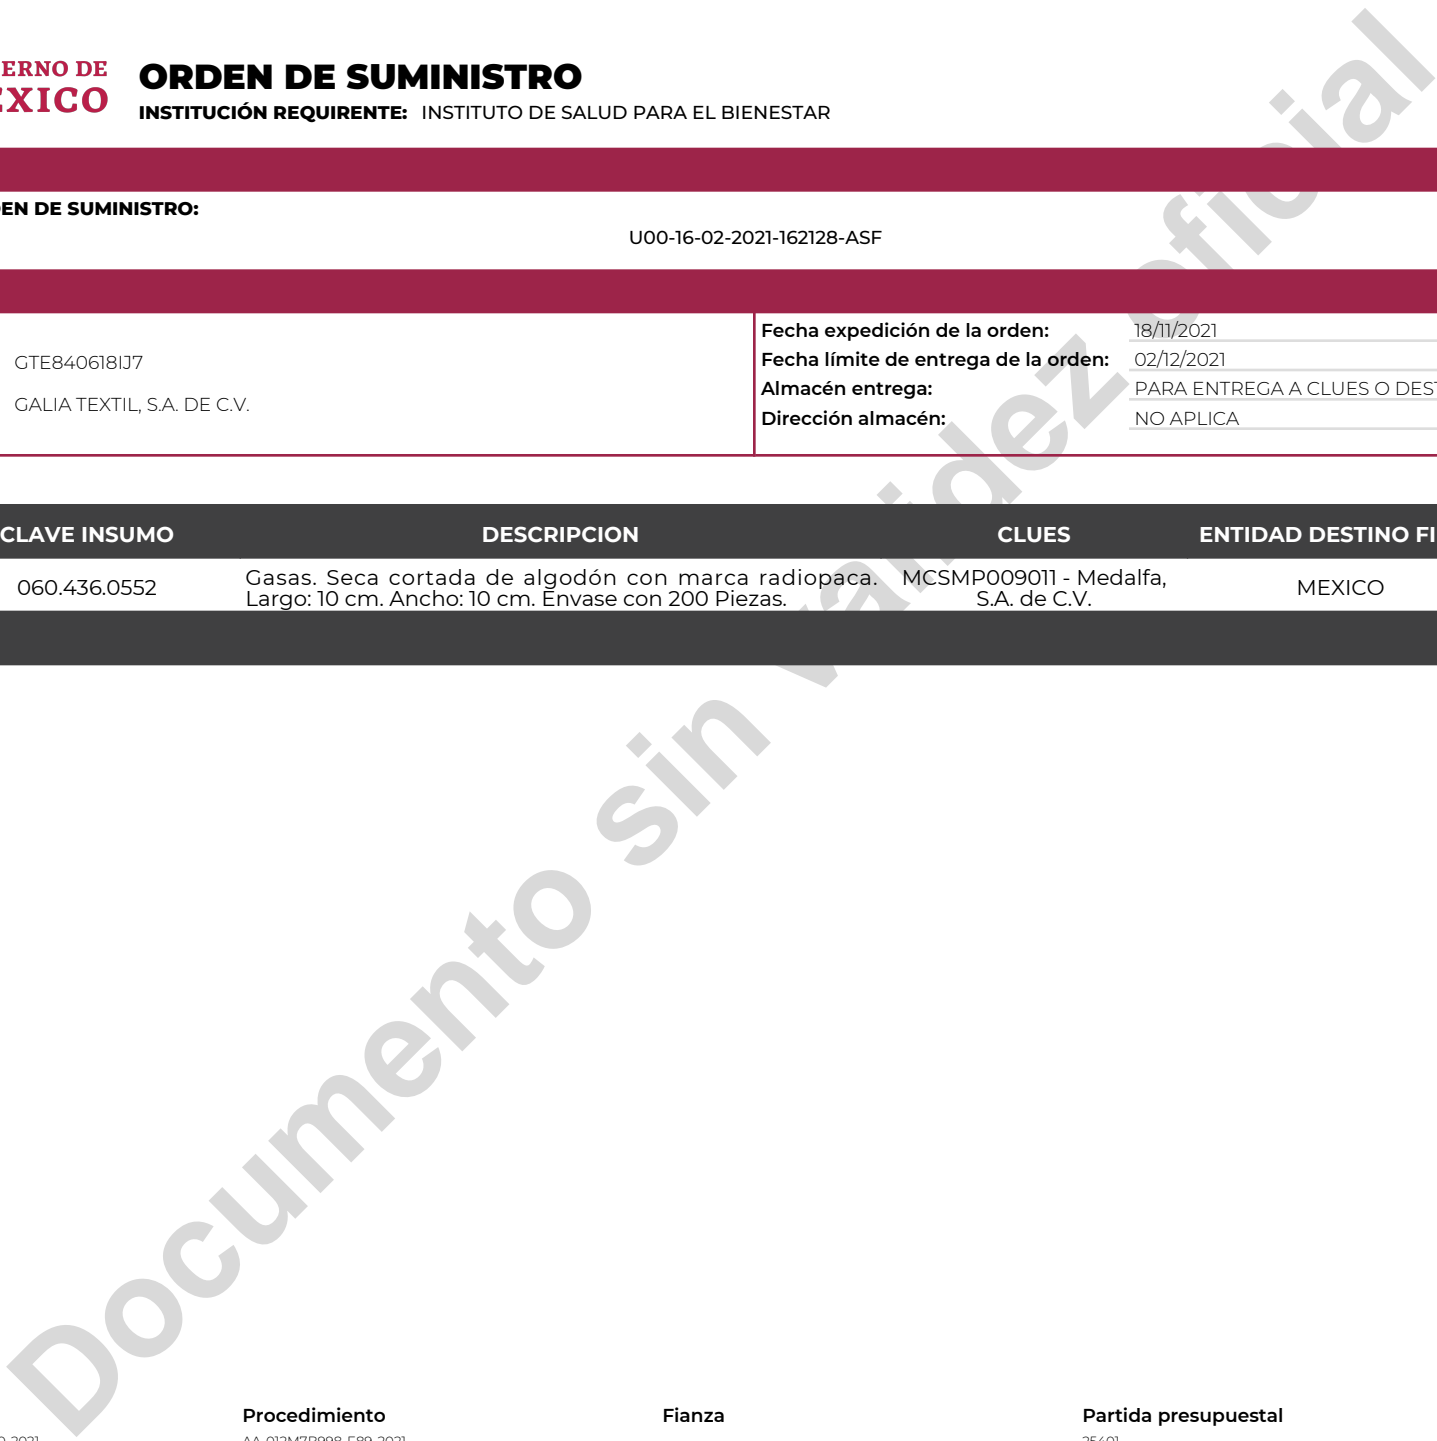 ERNO DE
EXICO
ORDEN DE SUMINISTRO
INSTITUCIÓN REQUIRENTE: INSTITUTO DE SALUD PARA EL BIENESTAR
EN DE SUMINISTRO:
U00-16-02-2021-162128-ASF
GTE840618IJ7
GALIA TEXTIL, S.A. DE C.V.
Fecha expedición de la orden: 18/11/2021
Fecha límite de entrega de la orden: 02/12/2021
Almacén entrega: PARA ENTREGA A CLUES O DEST
Dirección almacén: NO APLICA
CLAVE INSUMO DESCRIPCION CLUES ENTIDAD DESTINO FI
060.436.0552
Gasas. Seca cortada de algodón con marca radiopaca.
Largo: 10 cm. Ancho: 10 cm. Envase con 200 Piezas.
MCSMP009011 - Medalfa,
S.A. de C.V.
MEXICO
Documento sin validez oficial
Procedimiento Fianza Partida presupuestal